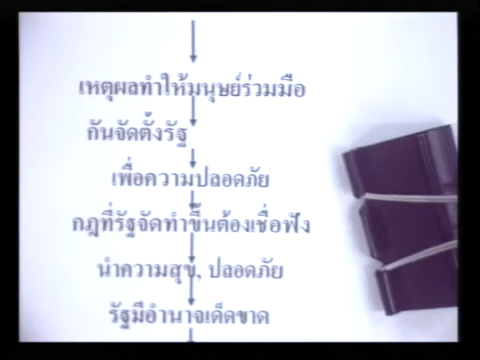 เหตุผลทำให้มนุษย์ร่วมมือ
กันจัดตั้งรัฐ
เพื่อความปลอดภัย
กฎที่รัฐจัดทำขึ้นต้องเชื่อฟัง
นำความสุข, ปลอดภัย
รัฐมีอำนาจเด็ดขาด